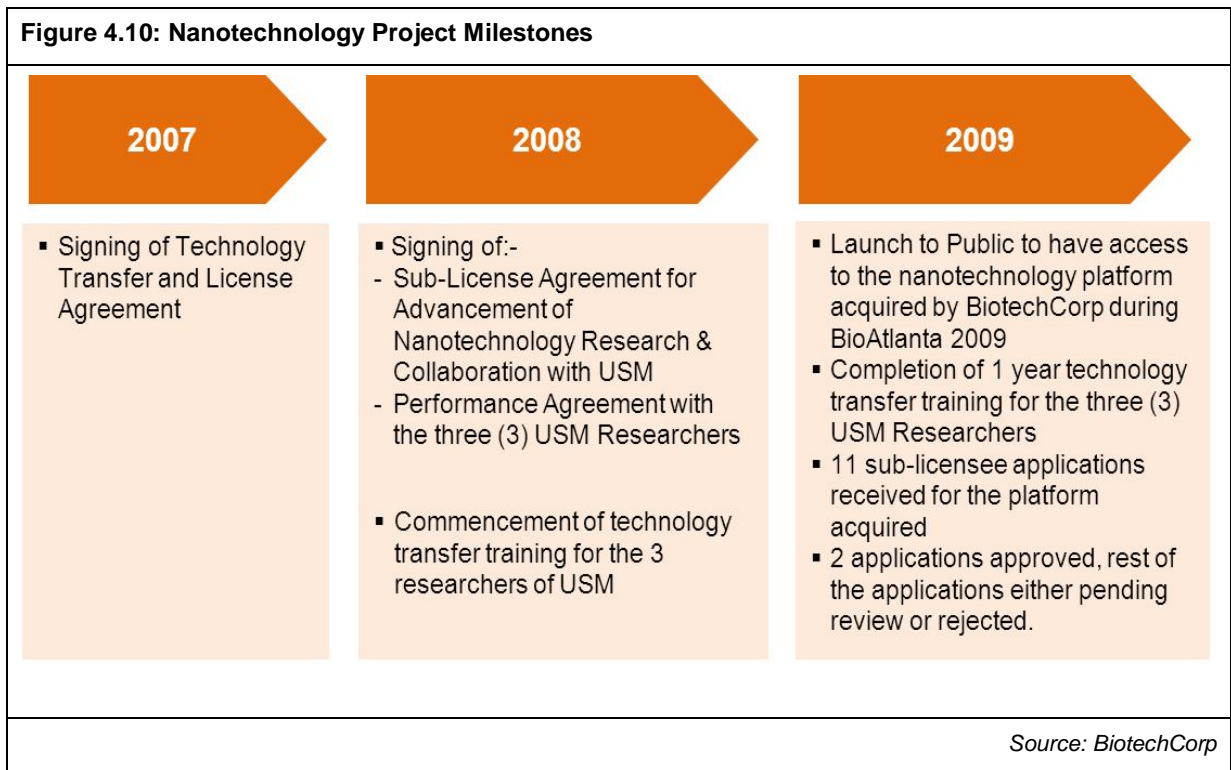 Figure 4.10: Nanotechnology Project Milestones
2007
▪ Signing of Technology
Transfer and License
Agreement
2008
▪ Signing of:-
- Sub-License Agreement for
Advancement of
Nanotechnology Research &
Collaboration with USM
- Performance Agreement with
the three (3) USM Researchers
▪ Commencement of technology
transfer training for the 3
researchers of USM
2009
▪ Launch to Public to have access
to the nanotechnology platform
acquired by BiotechCorp during
BioAtlanta 2009
▪ Completion of 1 year technology
transfer training for the three (3)
USM Researchers
▪ 11 sub-licensee applications
received for the platform
acquired
▪ 2 applications approved, rest of
the applications either pending
review or rejected.
Source: BiotechCorp